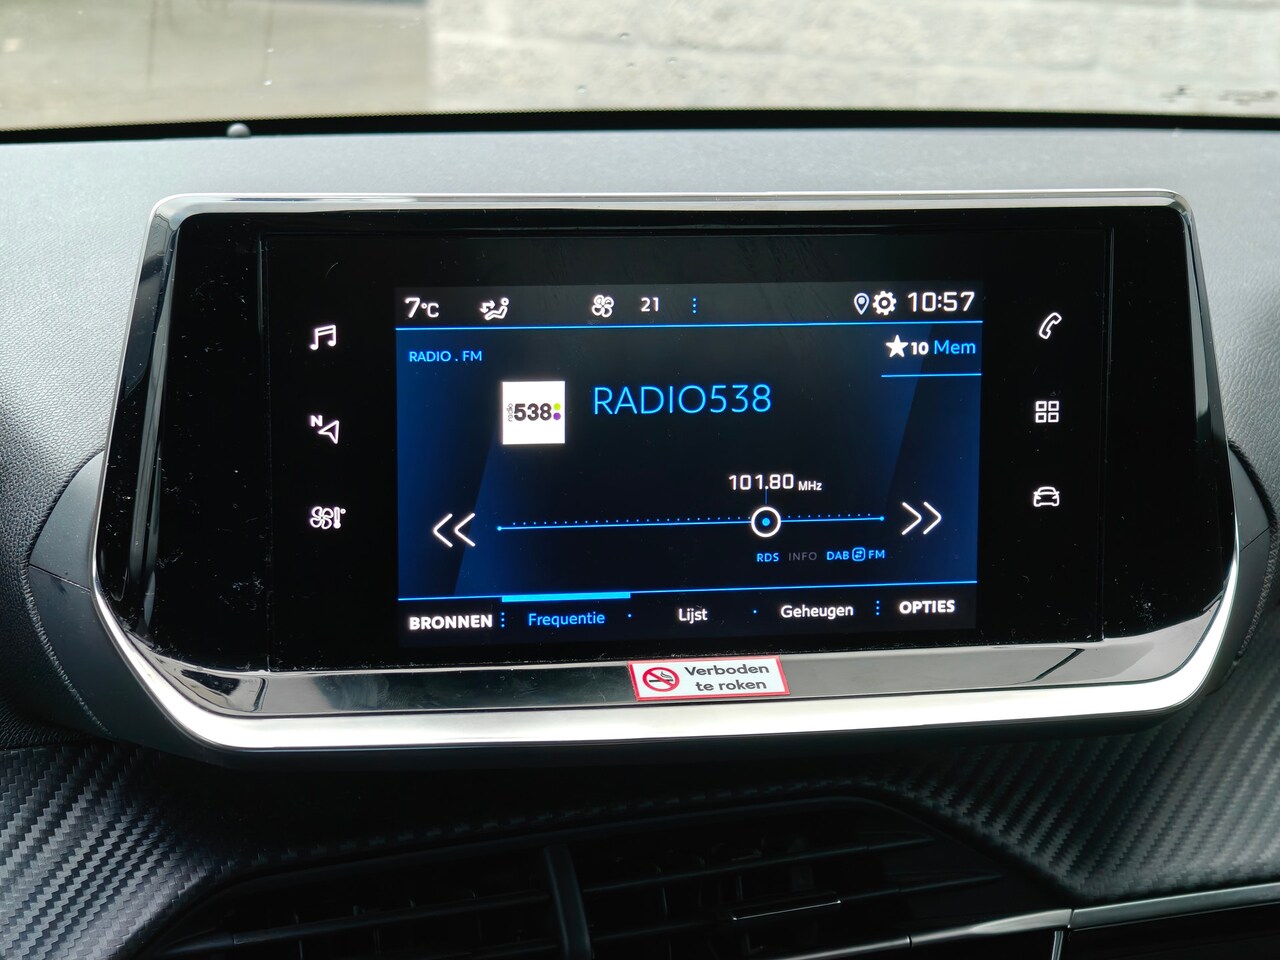 7°C 21 10:57
RADIO . FM
10 Mem
radio 538
RADIO538
N
101.80 MHz
RDS INFO DAB FM
BRONNEN Frequentie Lijst Geheugen OPTIES
Verboden
te roken